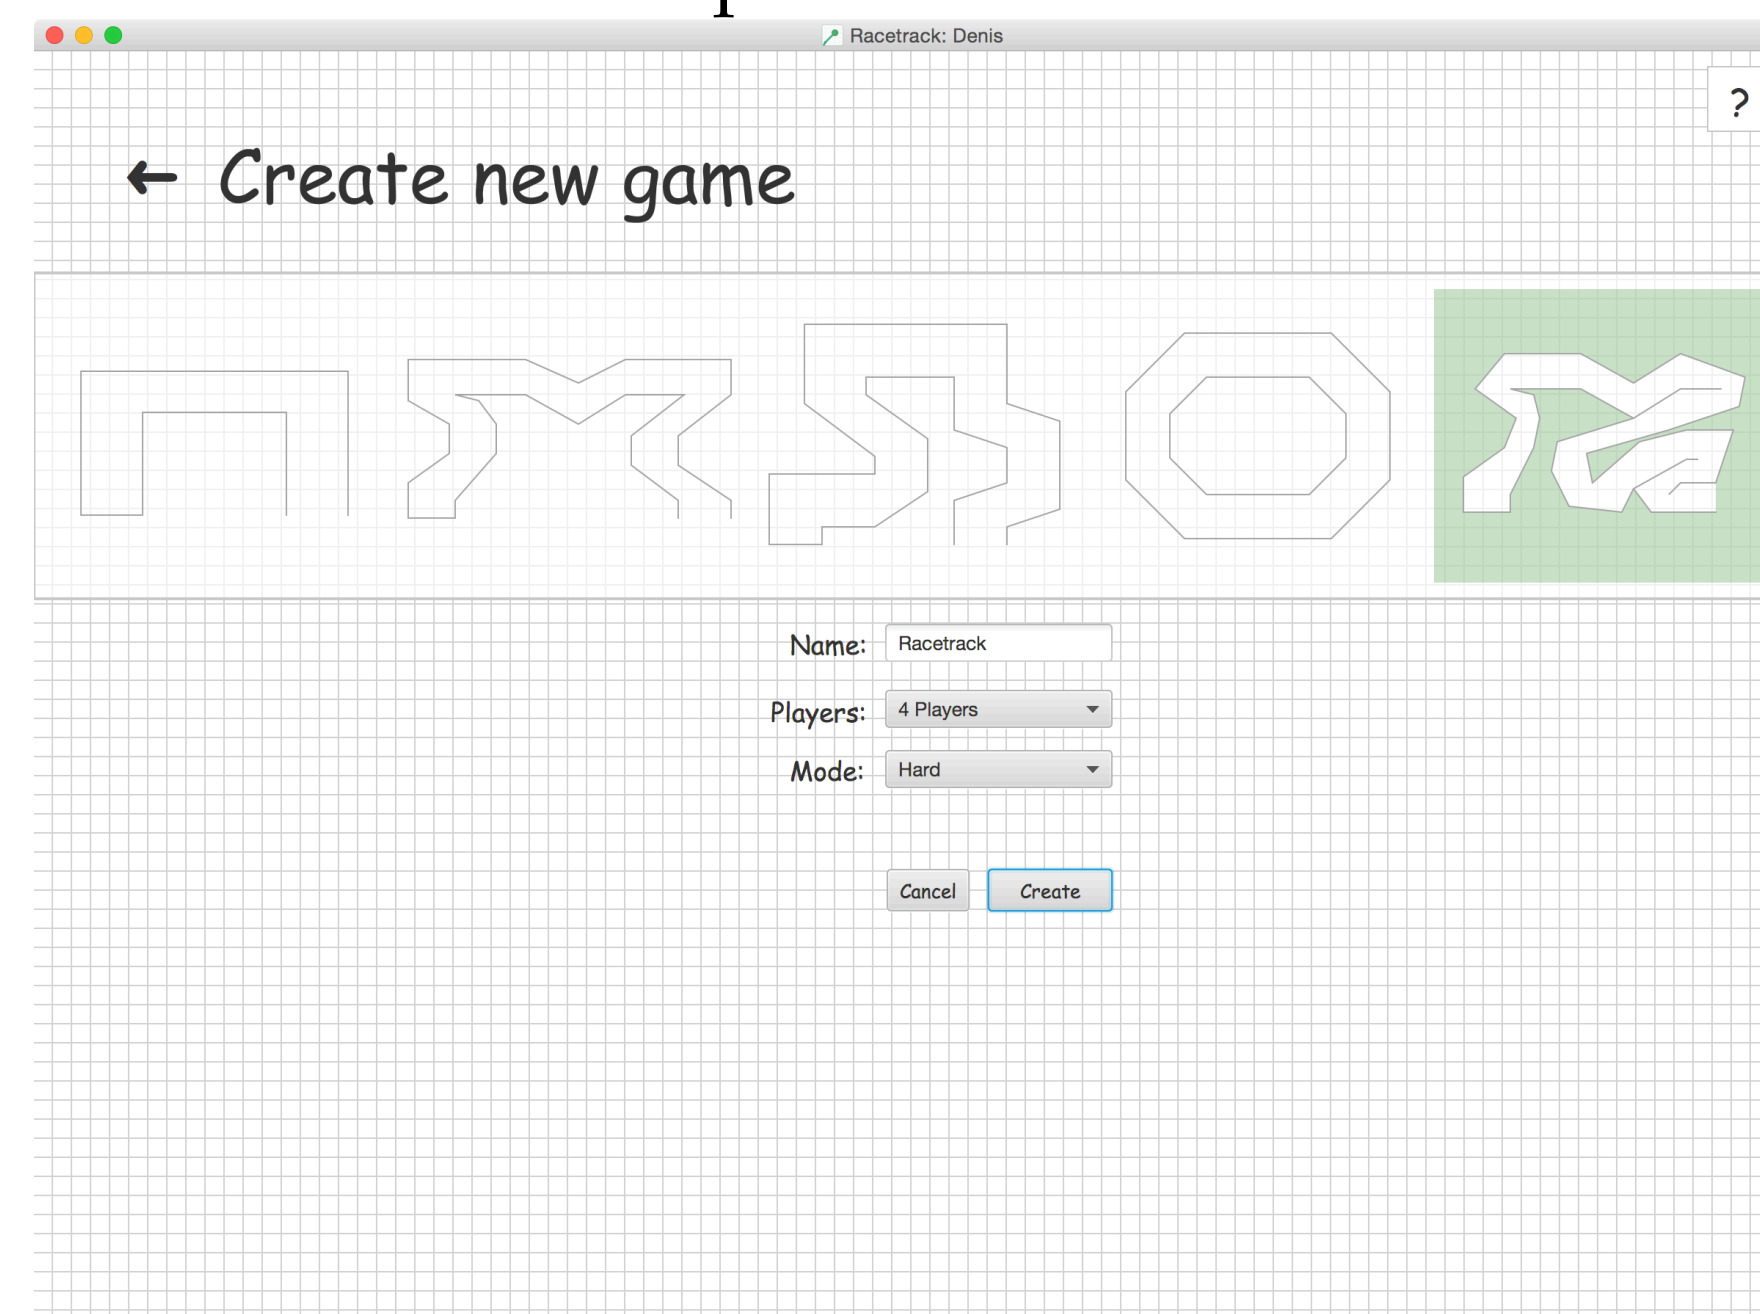 Racetrack: Denis
?
← Create new game
Name: Racetrack
Players: 4 Players
Mode: Hard
Cancel Create